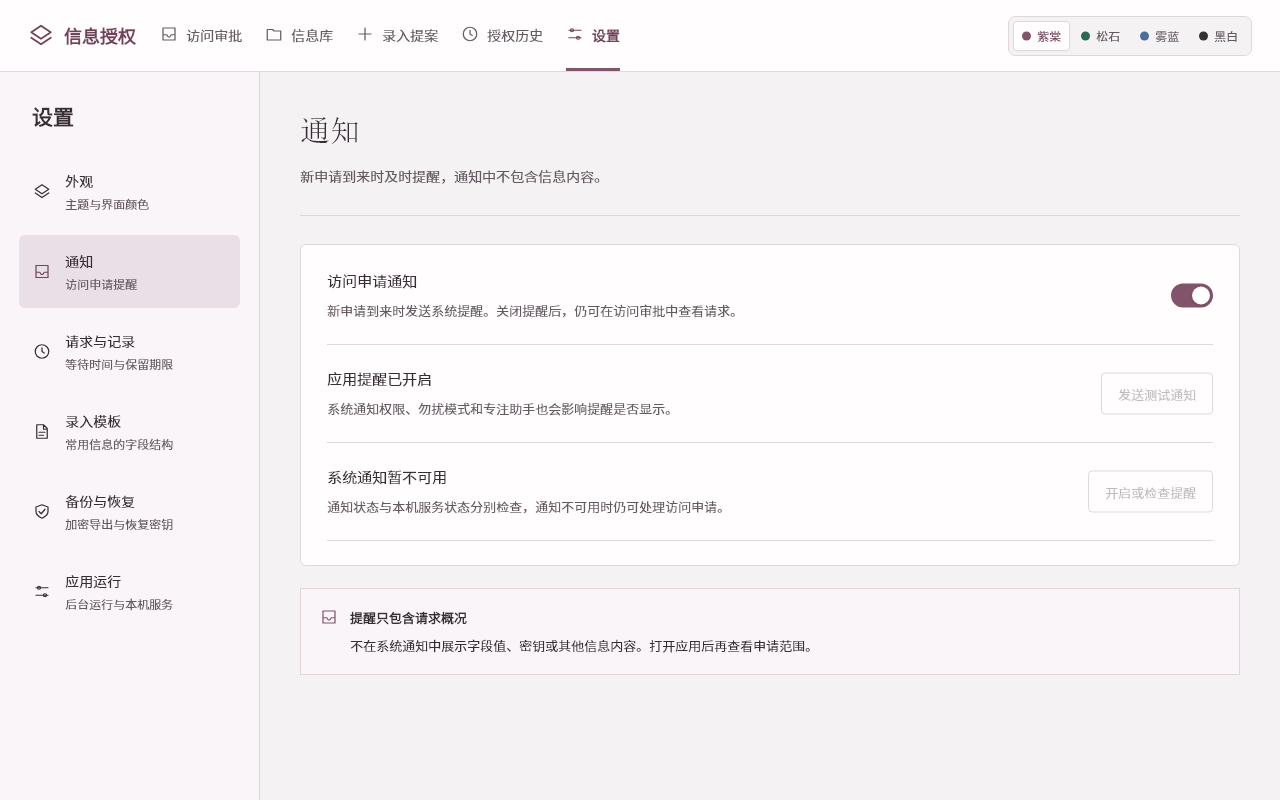 信息授权
访问审批
信息库
录入提案
授权历史
设置
紫棠
松石
雾蓝
黑白
设置
外观
主题与界面颜色
通知
访问申请提醒
请求与记录
等待时间与保留期限
录入模板
常用信息的字段结构
备份与恢复
加密导出与恢复密钥
应用运行
后台运行与本机服务
通知
新申请到来时及时提醒，通知中不包含信息内容。
访问申请通知
新申请到来时发送系统提醒。关闭提醒后，仍可在访问审批中查看请求。
应用提醒已开启
系统通知权限、勿扰模式和专注助手也会影响提醒是否显示。
发送测试通知
系统通知暂不可用
通知状态与本机服务状态分别检查，通知不可用时仍可处理访问申请。
开启或检查提醒
提醒只包含请求概况
不在系统通知中展示字段值、密钥或其他信息内容。打开应用后再查看申请范围。